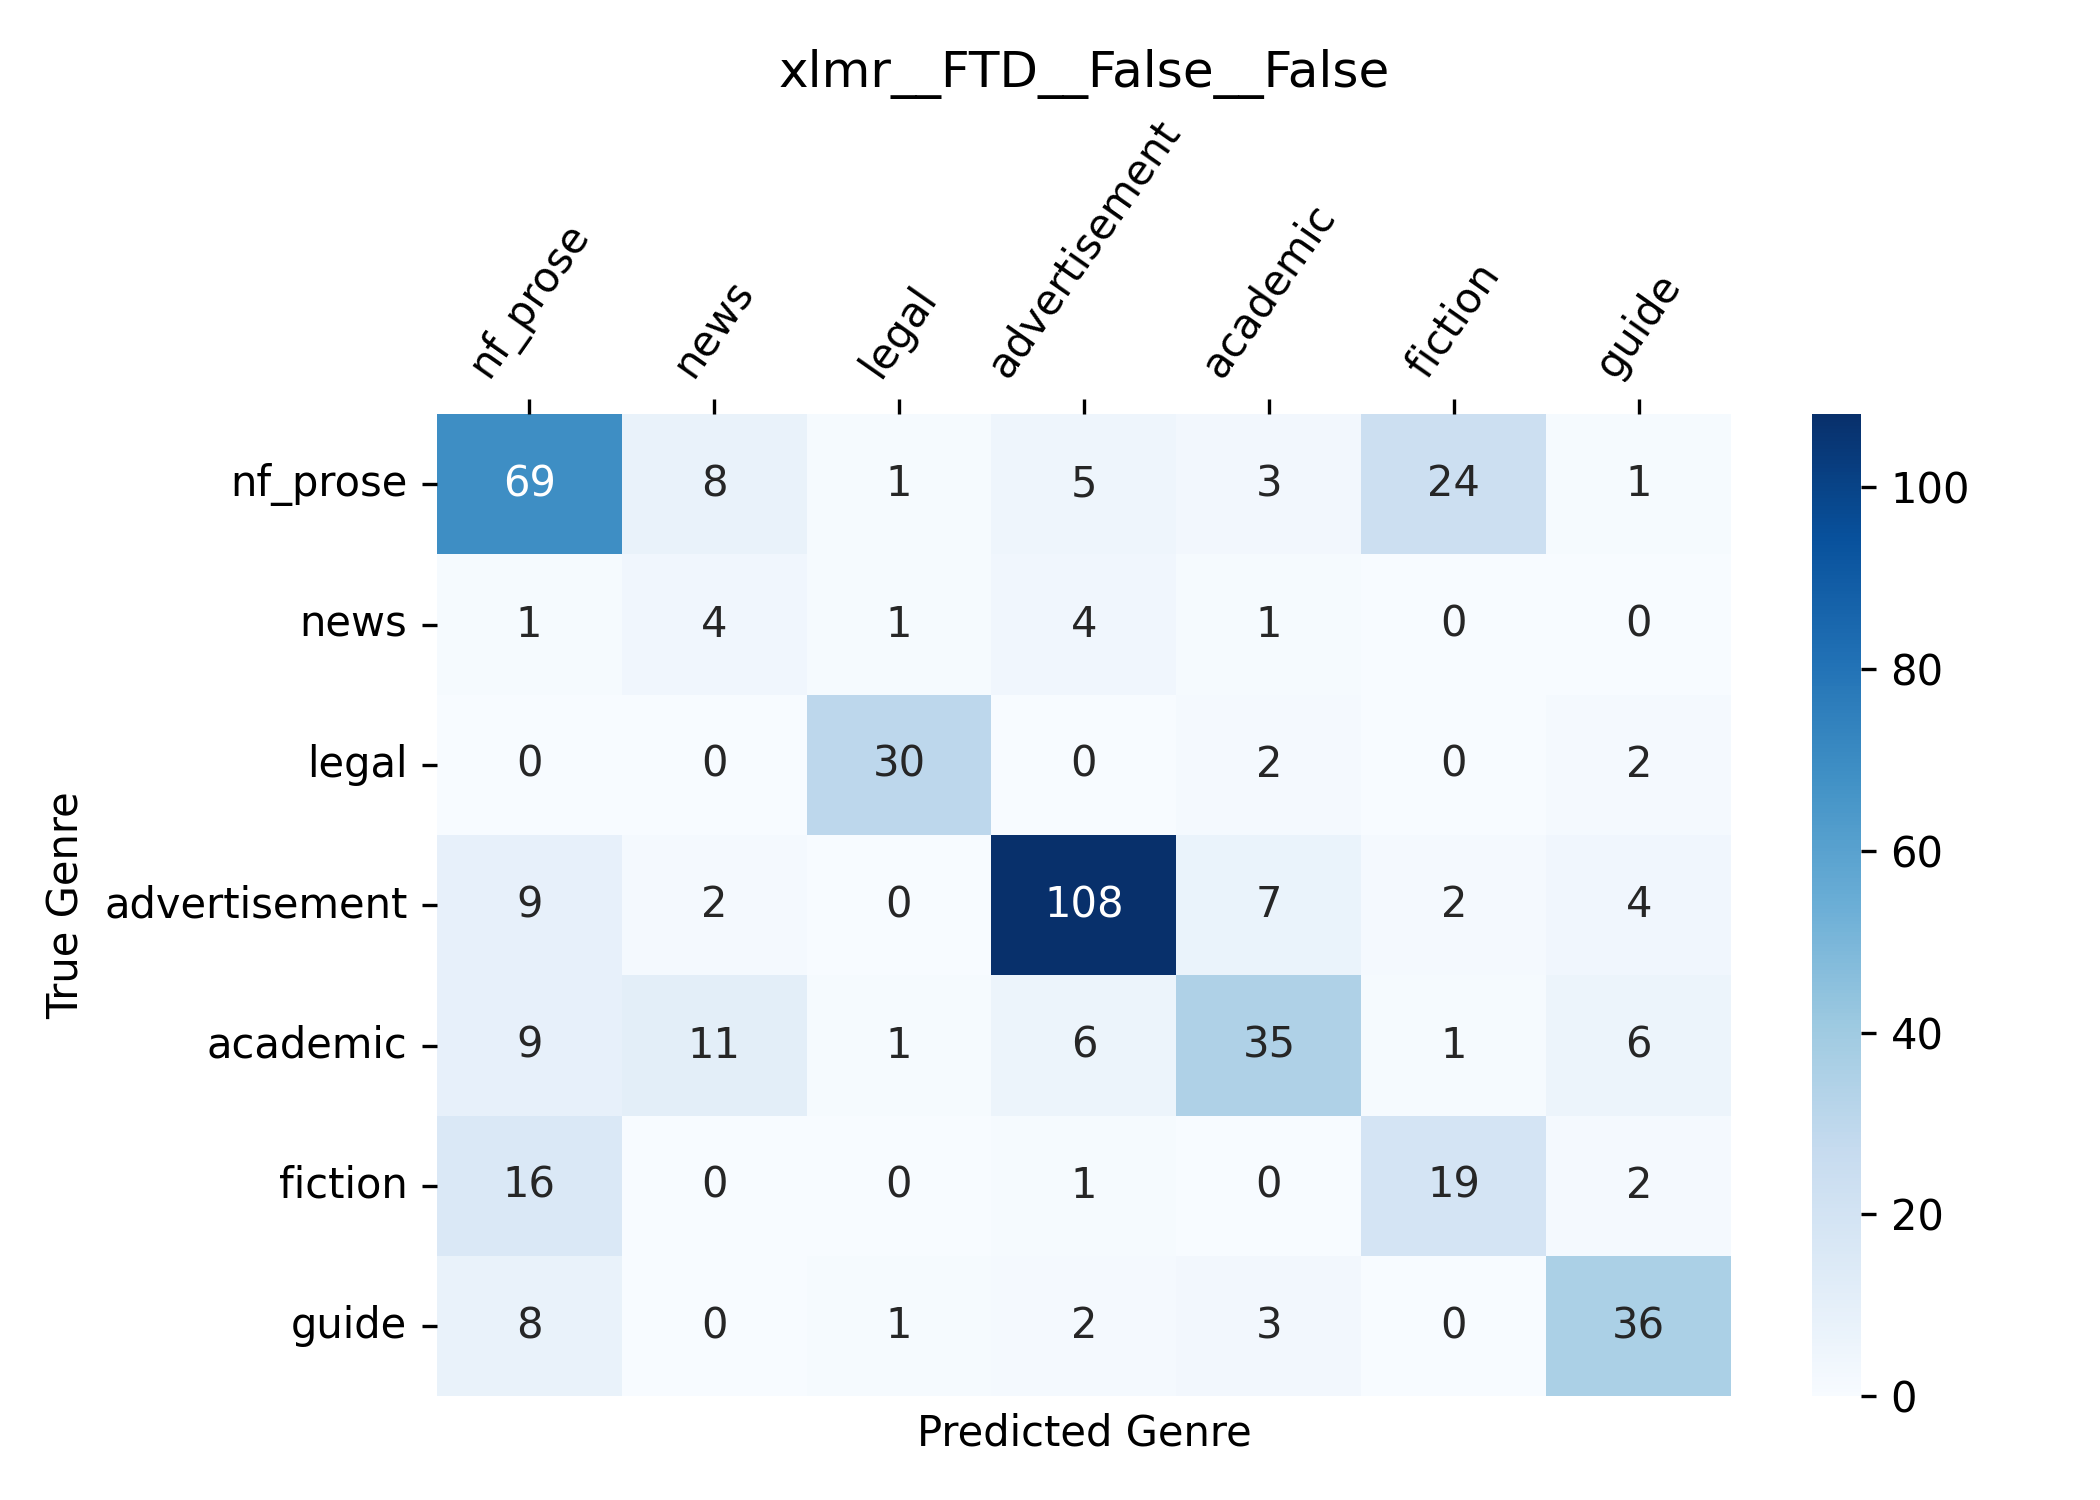 xlmr__FTD__False__False
nf_prose news legal advertisement academic fiction guide
nf_prose 69 8 1 5 3 24 1
news 1 4 1 4 1 0 0
legal 0 0 30 0 2 0 2
advertisement 9 2 0 108 7 2 4
academic 9 11 1 6 35 1 6
fiction 16 0 0 1 0 19 2
guide 8 0 1 2 3 0 36
True Genre
Predicted Genre
100
80
60
40
20
0